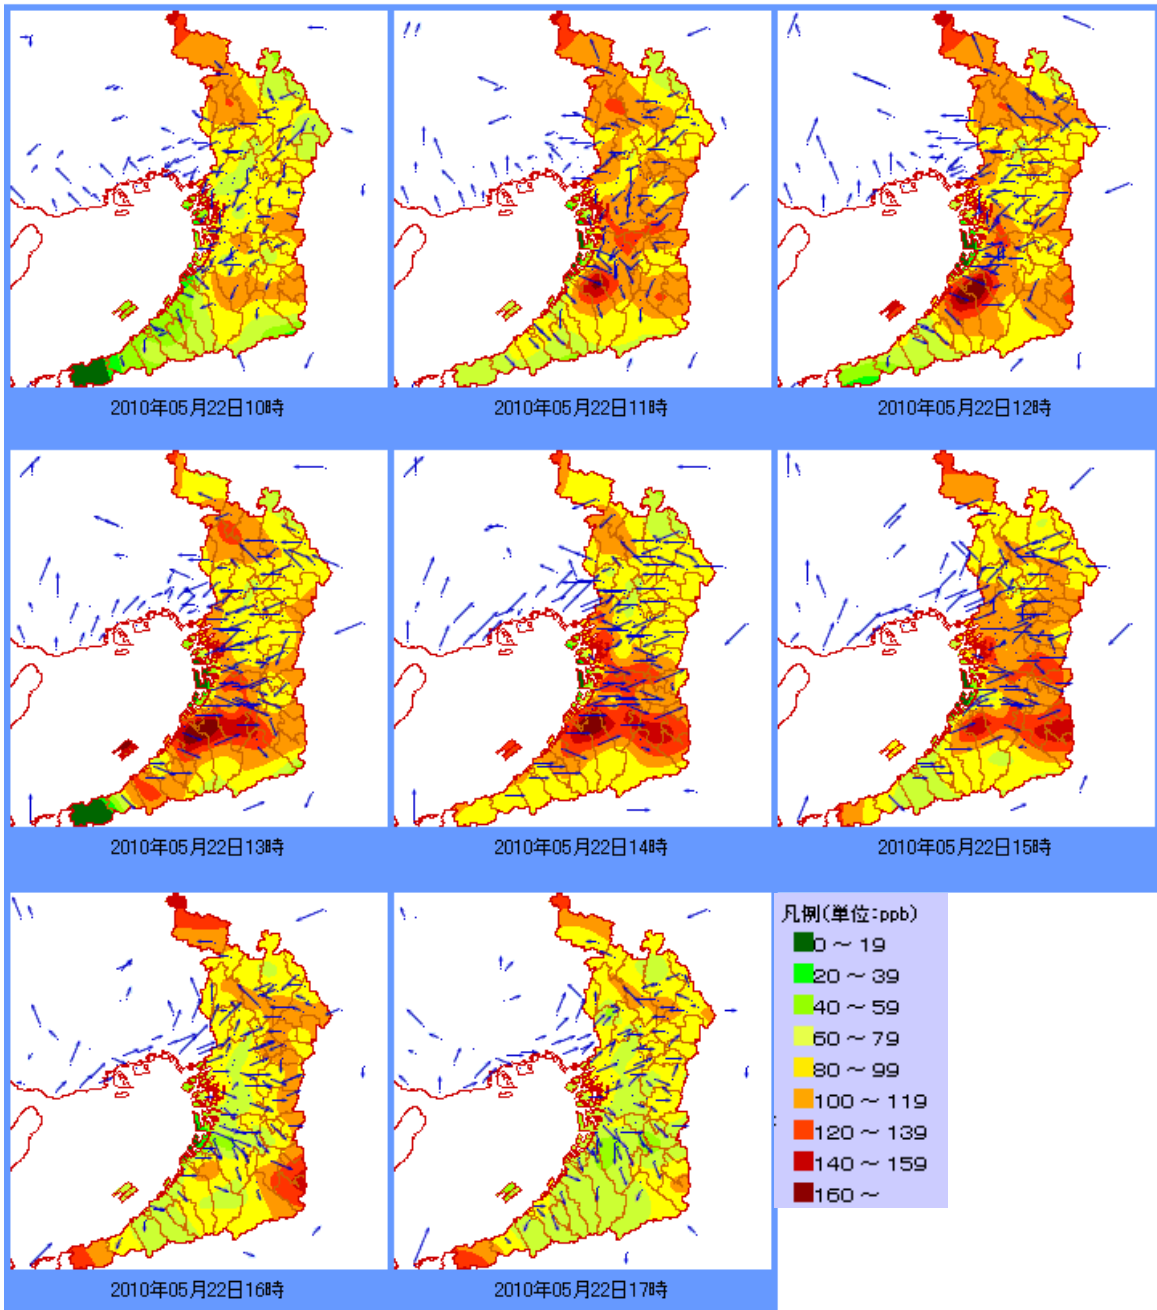 2010年05月22日10時
2010年05月22日11時
2010年05月22日12時
2010年05月22日13時
2010年05月22日14時
2010年05月22日15時
2010年05月22日16時
2010年05月22日17時
凡例(単位:ppb)
0 ～ 19
20 ～ 39
40 ～ 59
60 ～ 79
80 ～ 99
100 ～ 119
120 ～ 139
140 ～ 159
160 ～